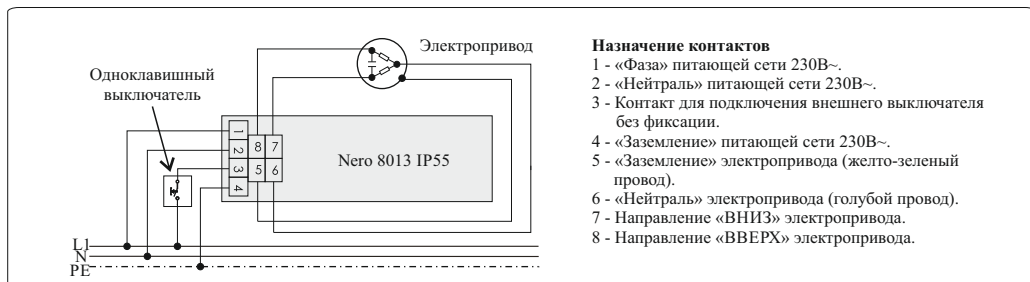 Электропривод
Одноклавишный
выключатель
1
2
3
4
8 7
5 6
Nero 8013 IP55
L1
N
PE
Назначение контактов
1 - «Фаза» питающей сети 230В~.
2 - «Нейтраль» питающей сети 230В~.
3 - Контакт для подключения внешнего выключателя
без фиксации.
4 - «Заземление» питающей сети 230В~.
5 - «Заземление» электропривода (желто-зеленый
провод).
6 - «Нейтраль» электропривода (голубой провод).
7 - Направление «ВНИЗ» электропривода.
8 - Направление «ВВЕРХ» электропривода.